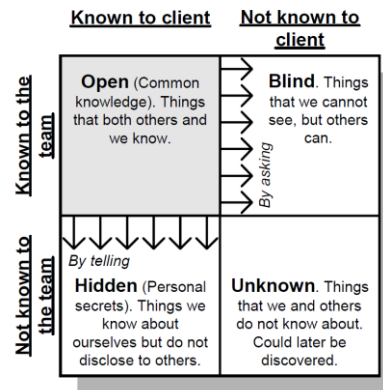 Known to client
Not known to
client
Known to the
team
Open (Common
knowledge). Things
that both others and
we know.
By asking
Blind. Things
that we cannot
see, but others
can.
Not known to
the team
By telling
Hidden (Personal
secrets). Things we
know about
ourselves but do not
disclose to others.
Unknown. Things
that we and others
do not know about.
Could later be
discovered.